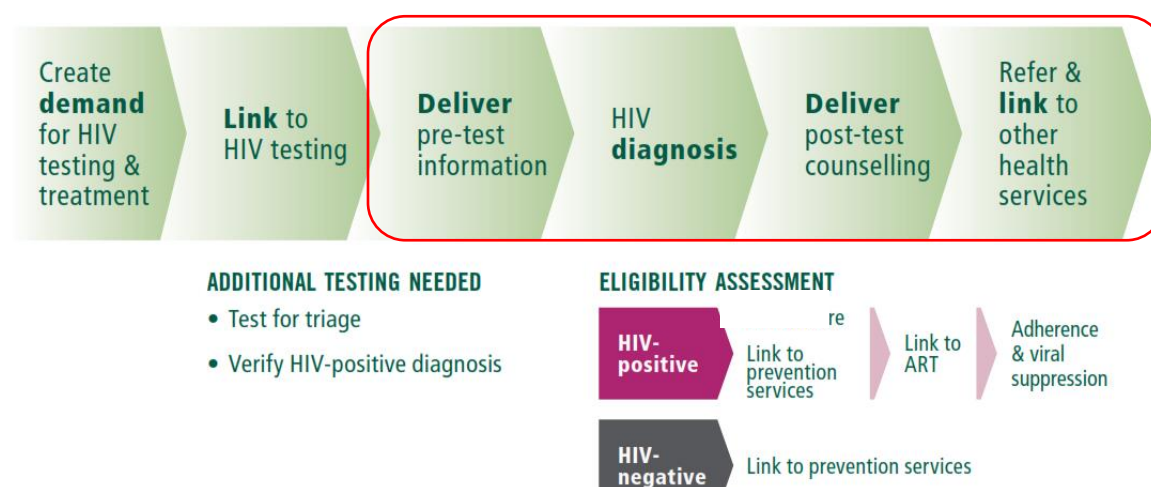 Create
demand
for HIV
testing &
treatment
Link to
HIV testing
Deliver
pre-test
information
HIV
diagnosis
Deliver
post-test
counselling
Refer &
link to
other
health
services
ADDITIONAL TESTING NEEDED
• Test for triage
• Verify HIV-positive diagnosis
ELIGIBILITY ASSESSMENT
HIV-
positive
re
Link to
prevention
services
Link to
ART
Adherence
& viral
suppression
HIV-
negative
Link to prevention services